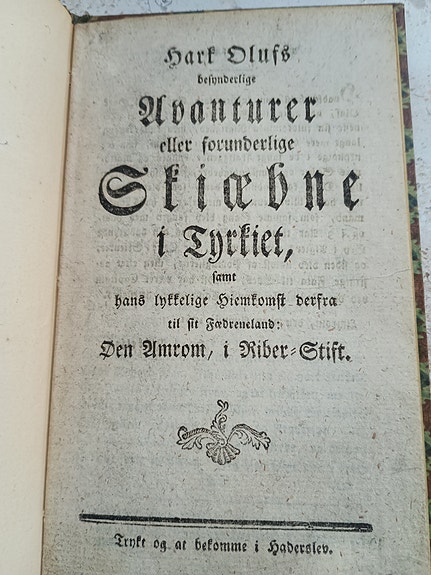 Hark Olufs
besynderlige
Avanturer
eller forunderlige
Skiæbne
i Tyrkiet,
samt
hans lykkelige Hiemkomst derfra
til sit Fædreneland:
Øen Amrom, i Riber-Stift.
Trykt og at bekomme i Haderslev.